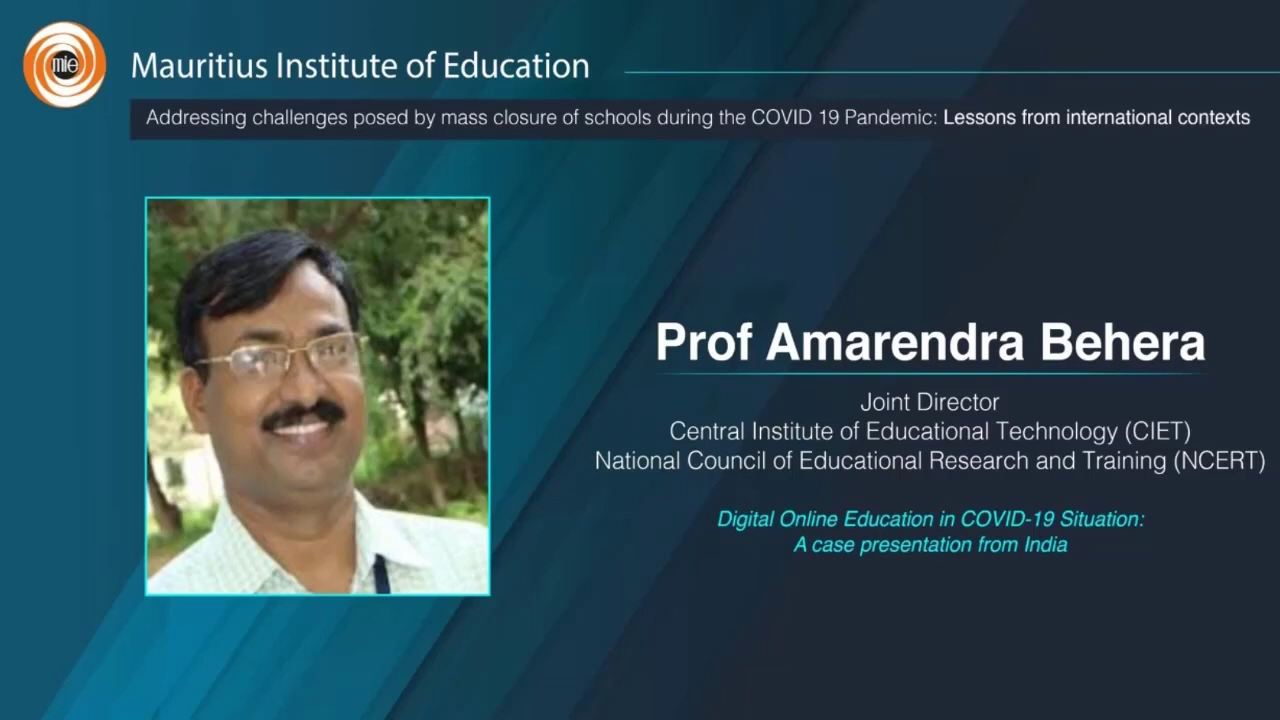 mie
Mauritius Institute of Education
Addressing challenges posed by mass closure of schools during the COVID 19 Pandemic: Lessons from international contexts
Prof Amarendra Behera
Joint Director
Central Institute of Educational Technology (CIET)
National Council of Educational Research and Training (NCERT)
Digital Online Education in COVID-19 Situation:
A case presentation from India